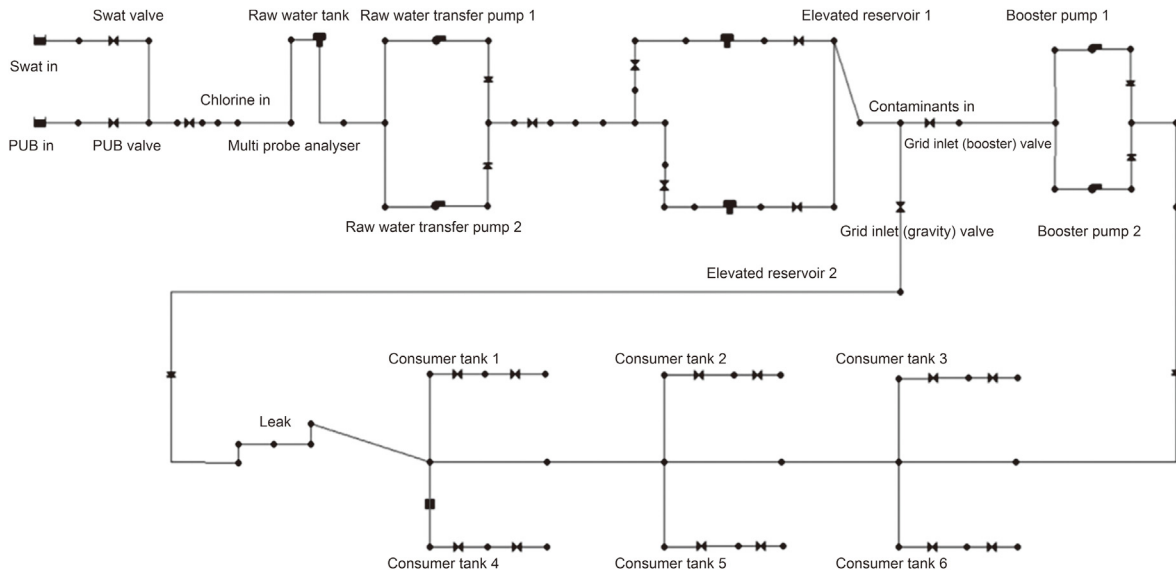 Swat valve
Raw water tank
Raw water transfer pump 1
Elevated reservoir 1
Booster pump 1
Swat in
Chlorine in
Contaminants in
PUB in
PUB valve
Multi probe analyser
Grid inlet (booster) valve
Raw water transfer pump 2
Grid inlet (gravity) valve
Booster pump 2
Elevated reservoir 2
Consumer tank 1
Consumer tank 2
Consumer tank 3
Leak
Consumer tank 4
Consumer tank 5
Consumer tank 6